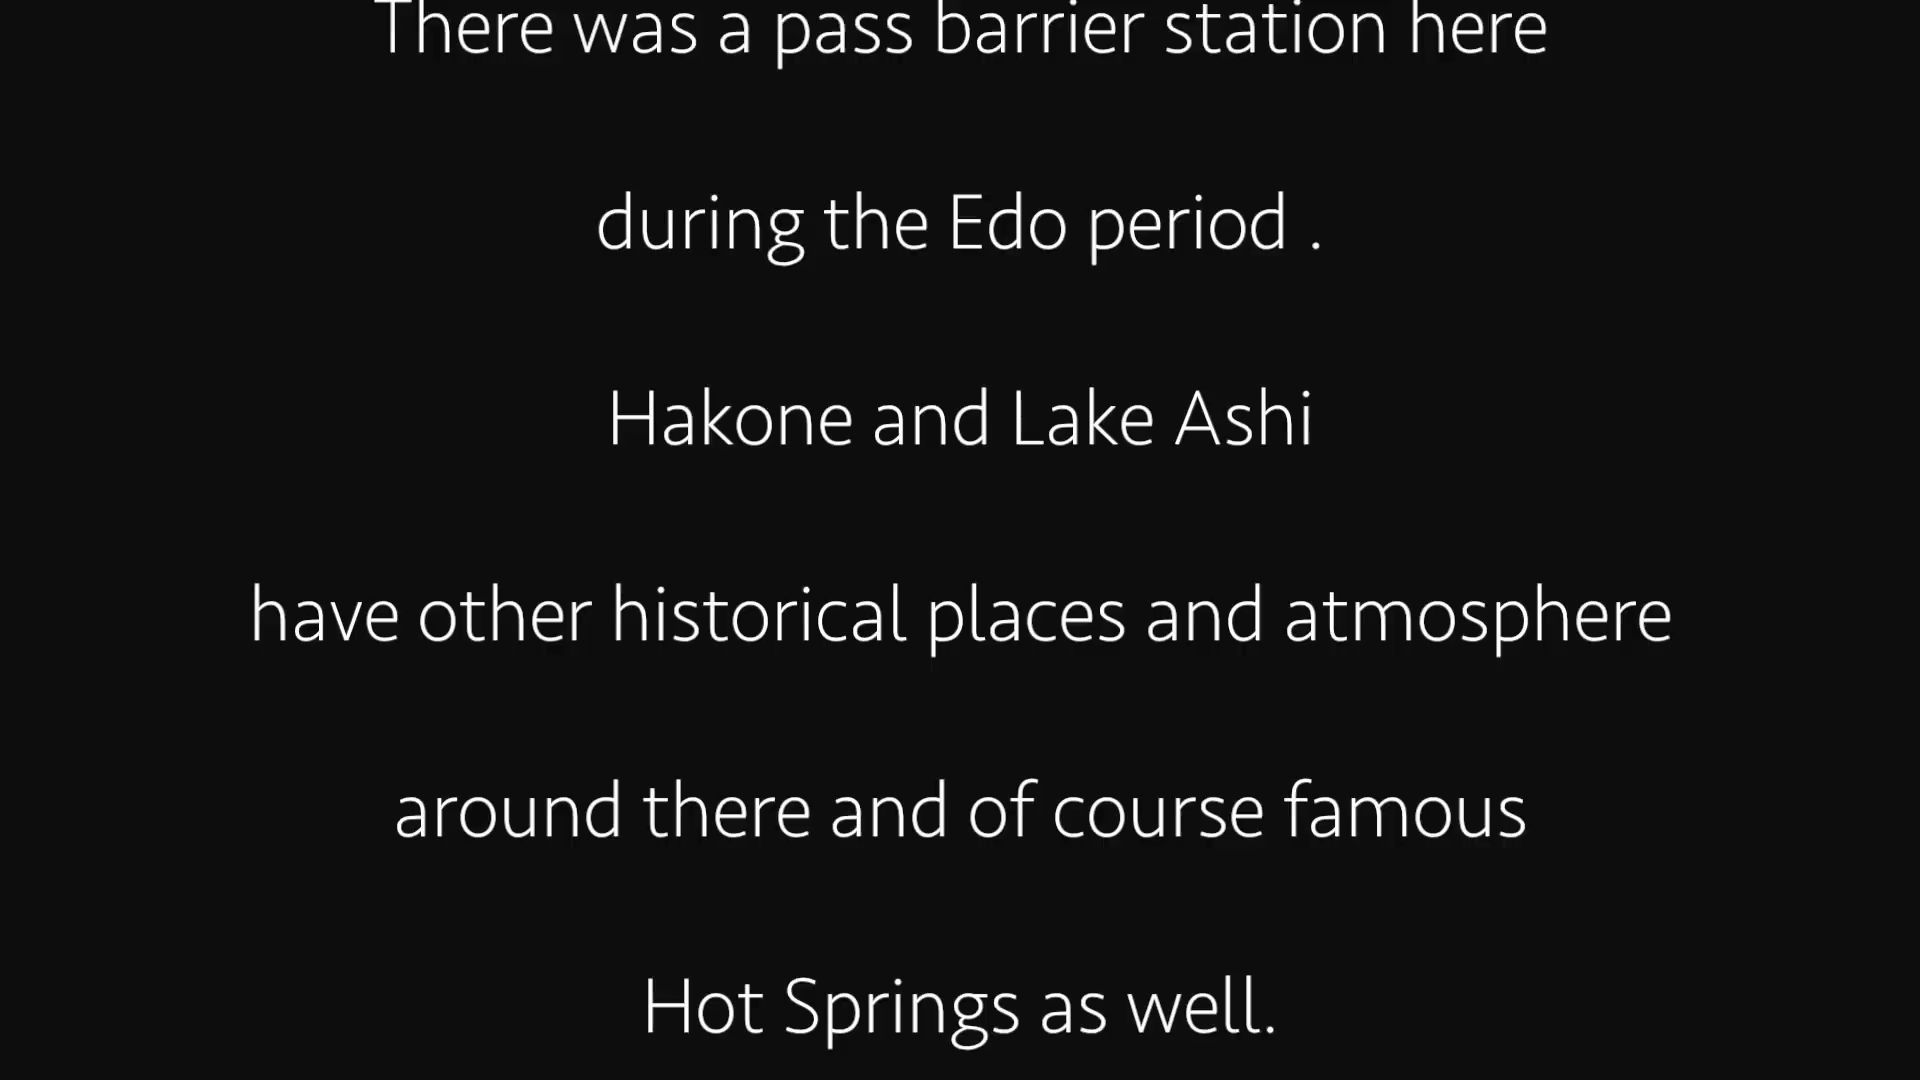 There was a pass barrier station here
during the Edo period .
Hakone and Lake Ashi
have other historical places and atmosphere
around there and of course famous
Hot Springs as well.